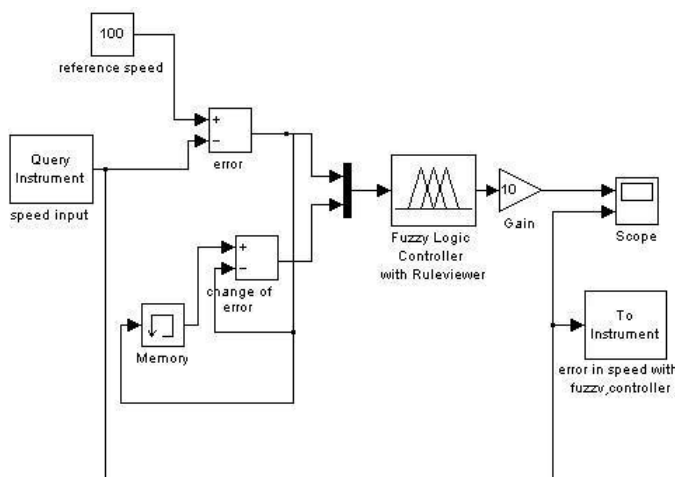 100
reference speed
+
−
error
Query
Instrument
speed input
+
−
change of
error
Memory
Fuzzy Logic
Controller
with Ruleviewer
10
Gain
Scope
To
Instrument
error in speed with
fuzzy,controller